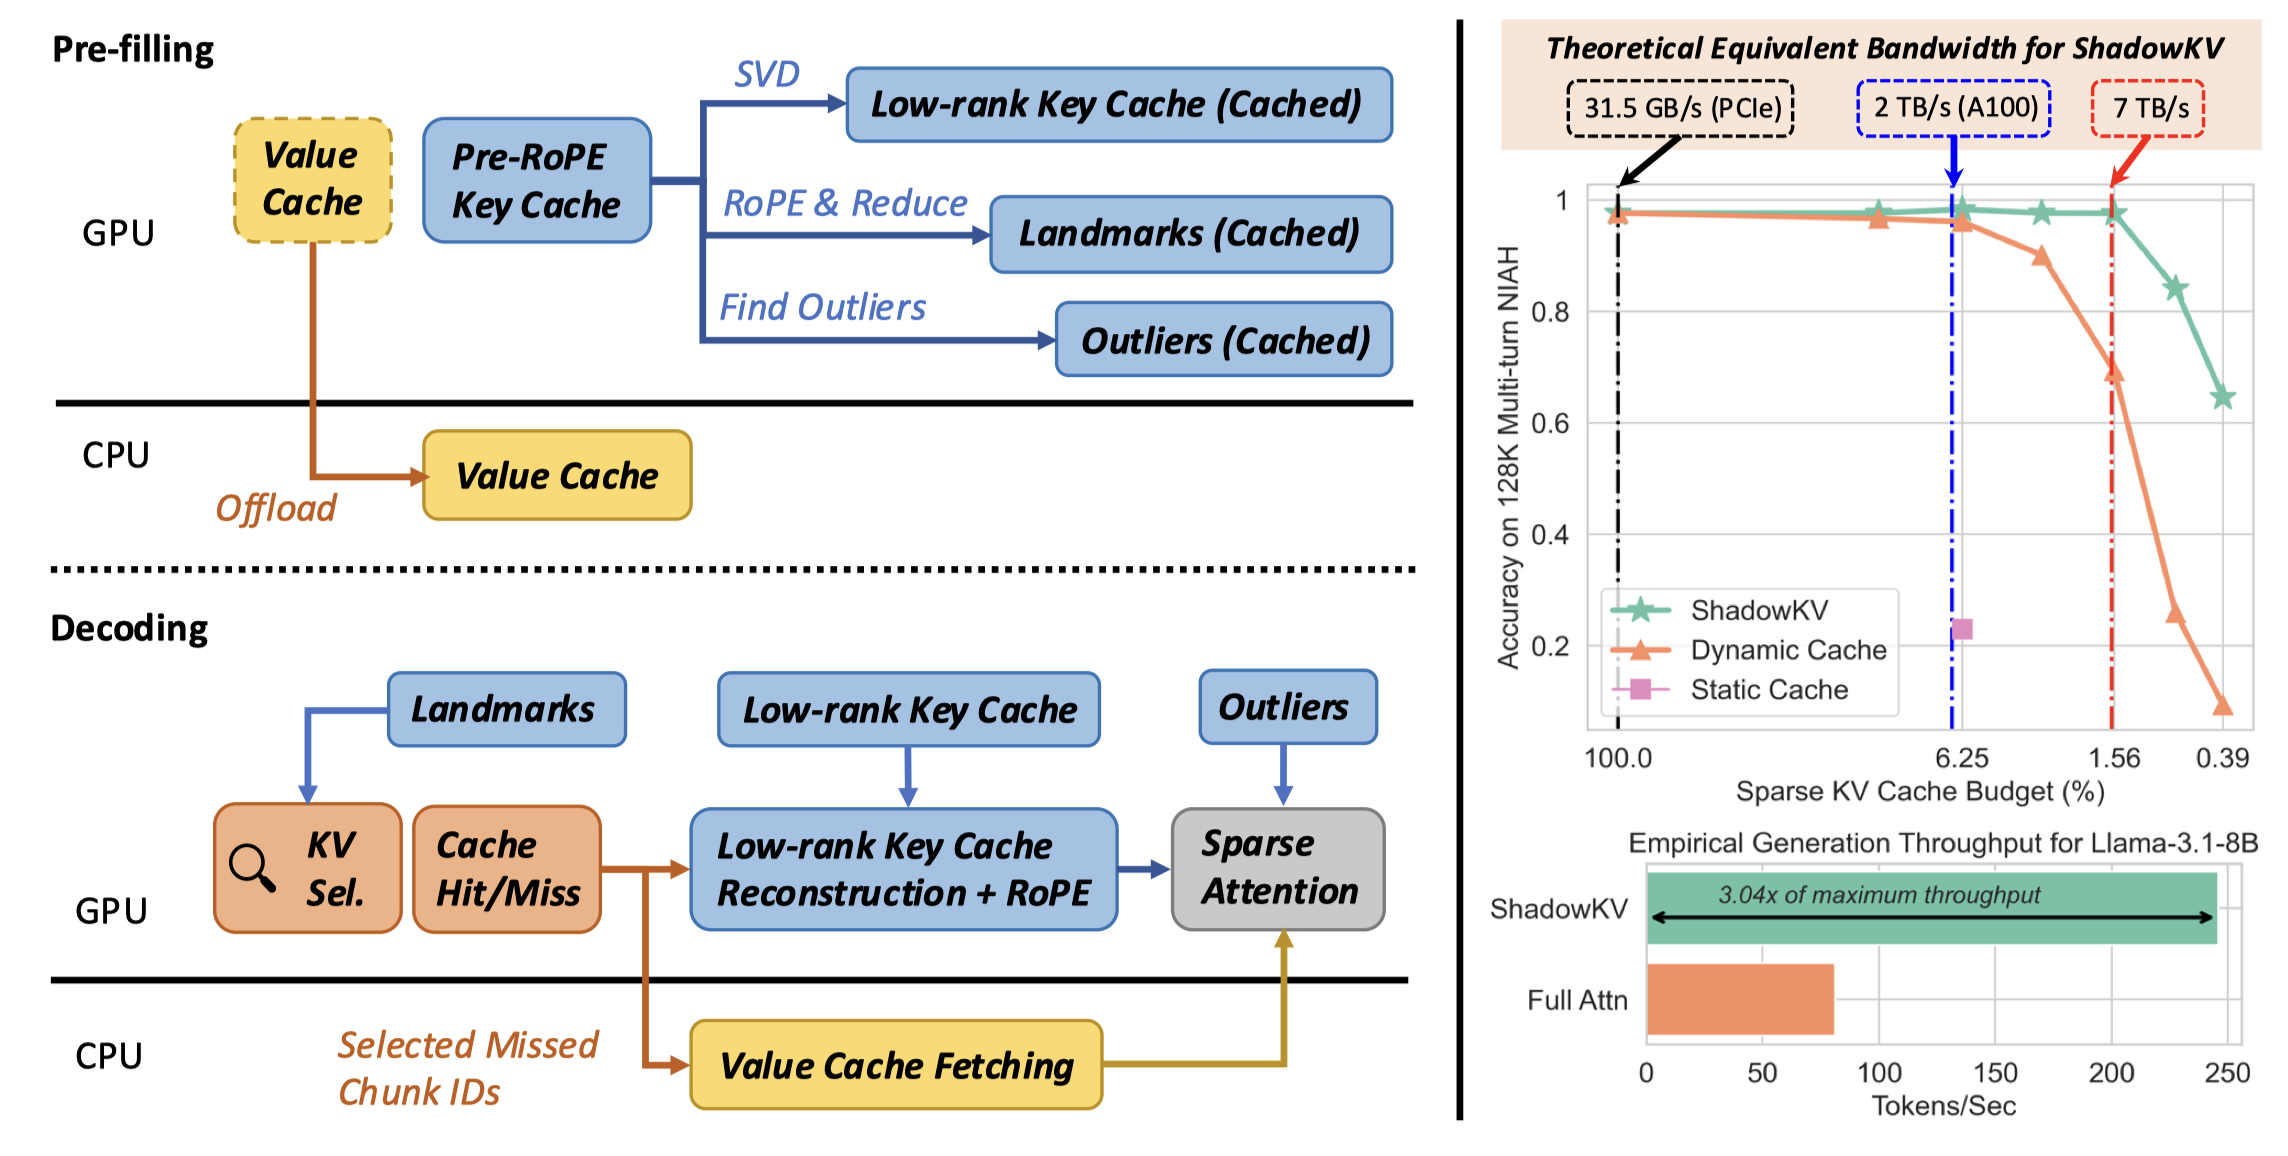 Pre-filling
GPU
Value
Cache
Pre-RoPE
Key Cache
SVD
Low-rank Key Cache (Cached)
RoPE & Reduce
Landmarks (Cached)
Find Outliers
Outliers (Cached)
CPU
Offload
Value Cache
Decoding
Landmarks
Low-rank Key Cache
Outliers
GPU
KV
Sel.
Cache
Hit/Miss
Low-rank Key Cache
Reconstruction + RoPE
Sparse
Attention
CPU
Selected Missed
Chunk IDs
Value Cache Fetching
Theoretical Equivalent Bandwidth for ShadowKV
31.5 GB/s (PCIe)
2 TB/s (A100)
7 TB/s
Accuracy on 128K Multi-turn NIAH
1
0.8
0.6
0.4
0.2
ShadowKV
Dynamic Cache
Static Cache
100.0
6.25
1.56
0.39
Sparse KV Cache Budget (%)
Empirical Generation Throughput for Llama-3.1-8B
ShadowKV
3.04x of maximum throughput
Full Attn
0
50
100
150
200
250
Tokens/Sec